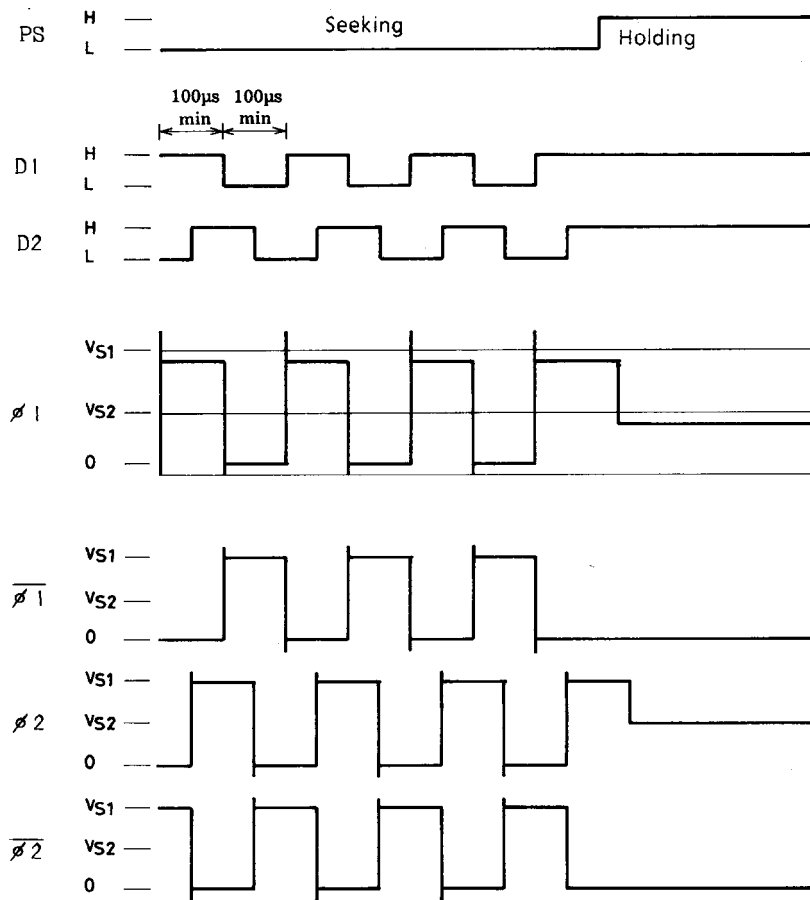 PS H Seeking
L Holding
100μs 100μs
min min
D1 H
L
D2 H
L
VS1
ø1 VS2
0
VS1
ø1 VS2
0
VS1
ø2 VS2
0
VS1
ø2 VS2
0